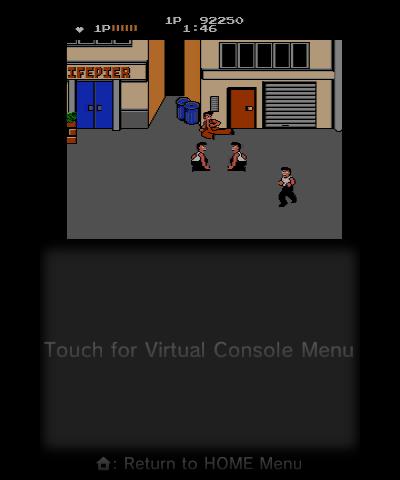 1P 92250
♥ 1P
1:46
IFEPIER
Touch for Virtual Console Menu
: Return to HOME Menu